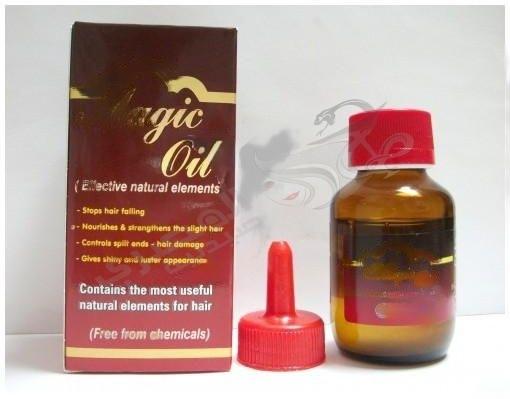 Magic
Oil
( Effective natural elements
- Stops hair falling
- Nourishes & strengthens the slight hair
- Controls split ends - hair damage
- Gives shiny and luster appearance
Contains the most useful
natural elements for hair
(Free from chemicals)